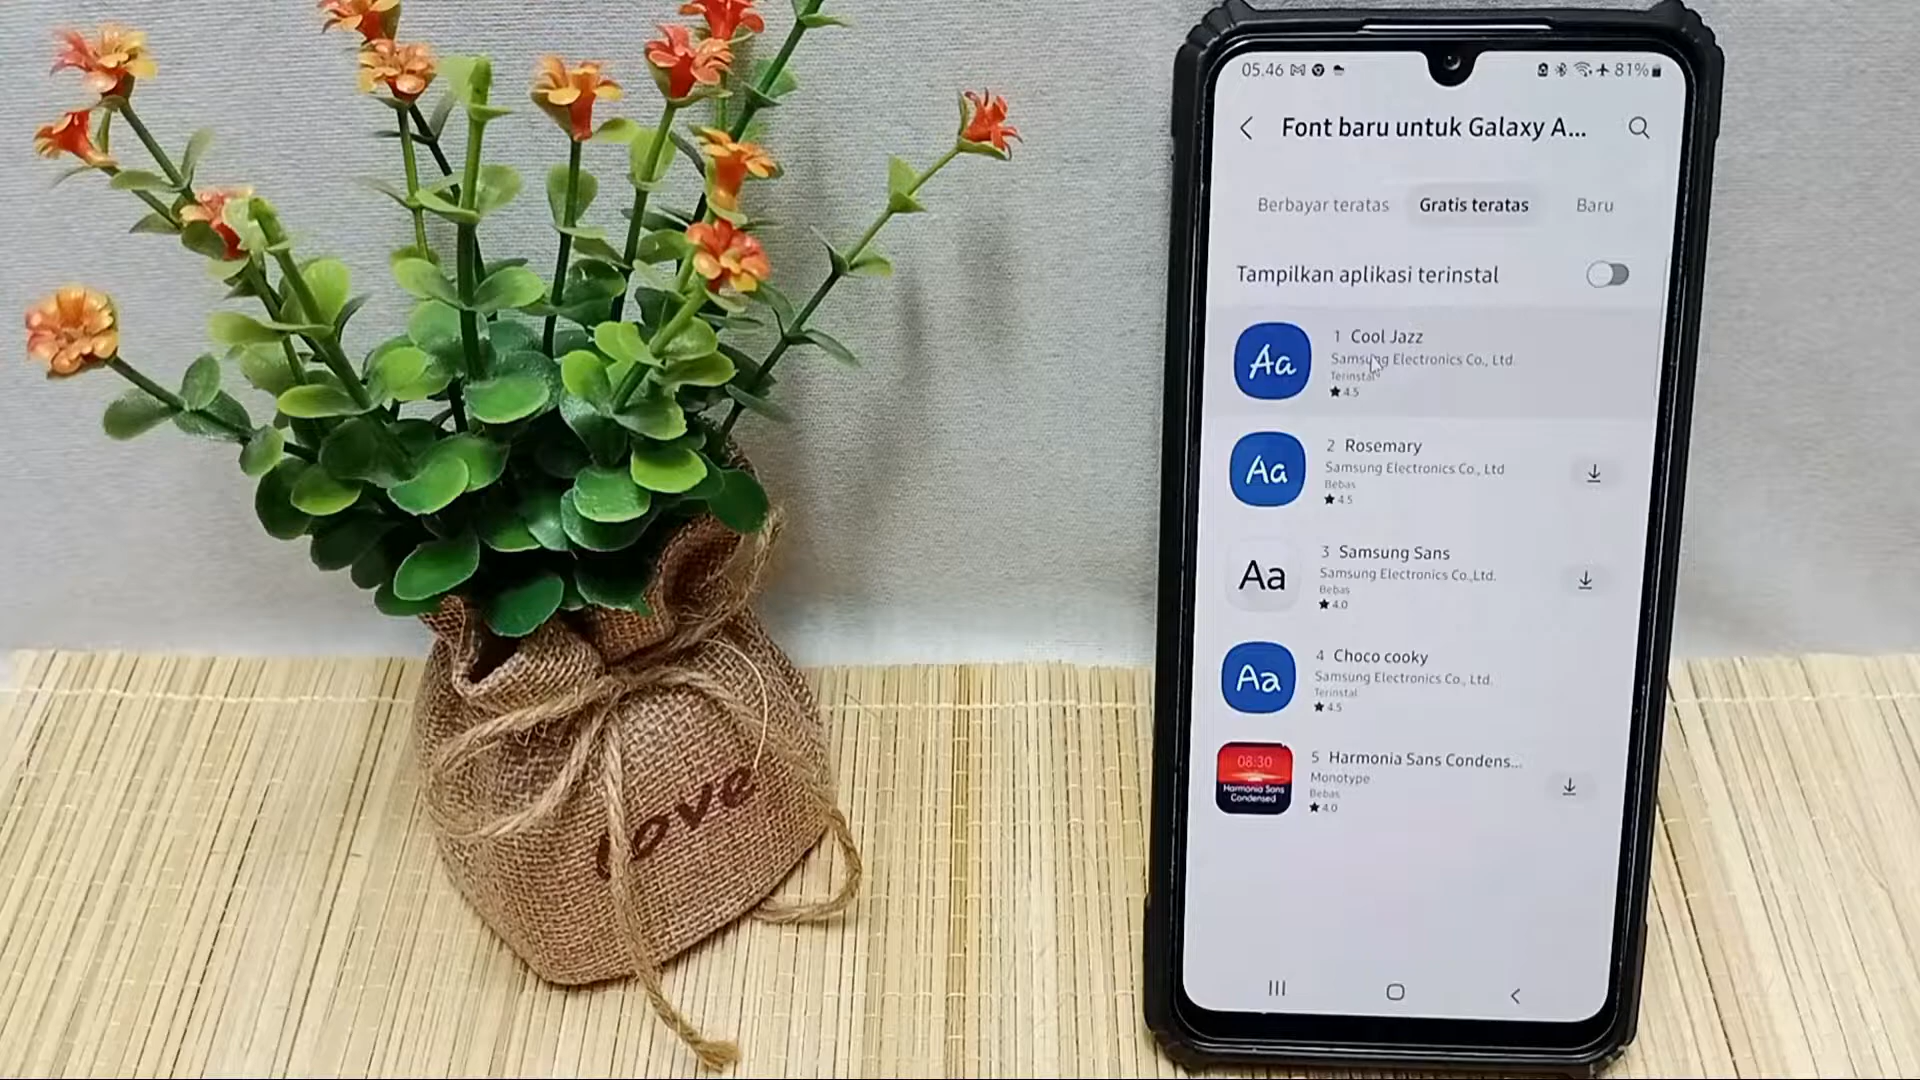 love
05.46
81%
Font baru untuk Galaxy A...
Berbayar teratas Gratis teratas Baru
Tampilkan aplikasi terinstal
Aa
1 Cool Jazz
Samsung Electronics Co., Ltd.
Terinstal
★ 4.5
Aa
2 Rosemary
Samsung Electronics Co., Ltd
Bebas
★ 4.5
Aa
3 Samsung Sans
Samsung Electronics Co.,Ltd.
Bebas
★ 4.0
Aa
4 Choco cooky
Samsung Electronics Co., Ltd.
Terinstal
★ 4.5
08:30
Harmonia Sans
Condensed
5 Harmonia Sans Condens...
Monotype
Bebas
★ 4.0